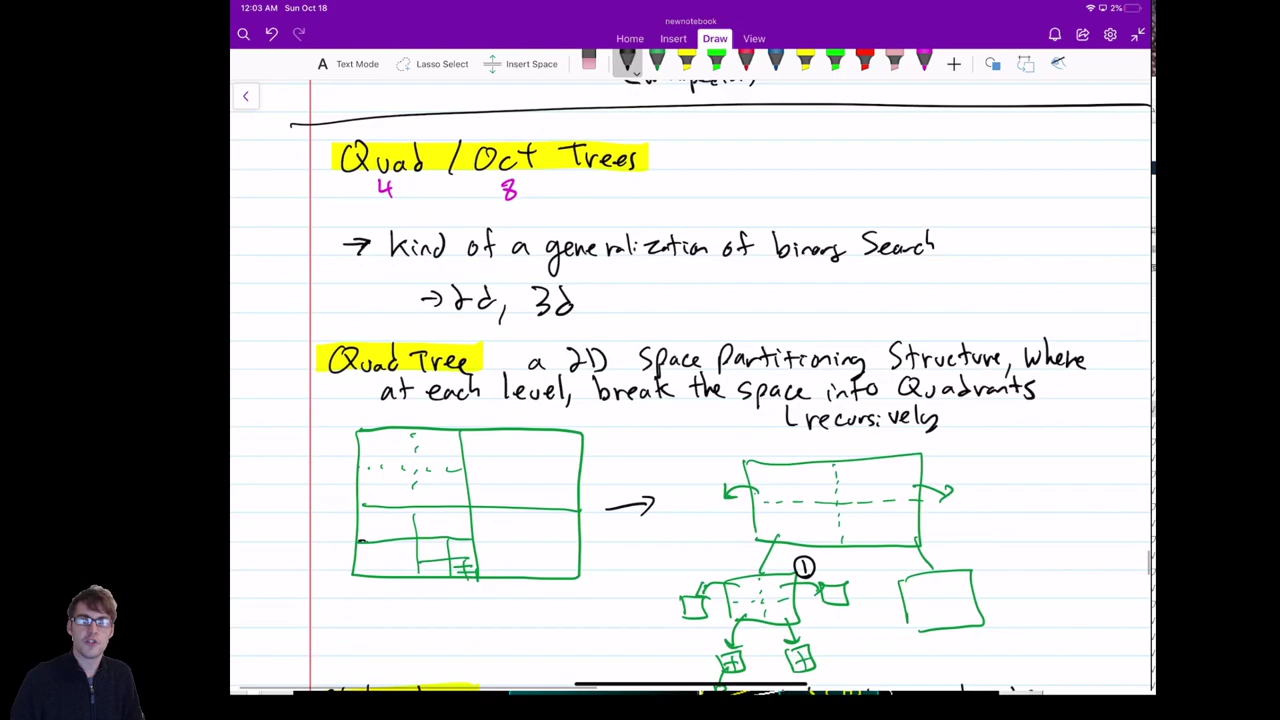 12:03 AM Sun Oct 18
2%
newnotebook
Home Insert Draw View
Text Mode Lasso Select Insert Space
Quad / Oct Trees
4 8
→ Kind of a generalization of binary Search
→ 2d, 3d
Quad Tree a 2D Space Partitioning Structure, where
at each level, break the space into Quadrants
recursively
1